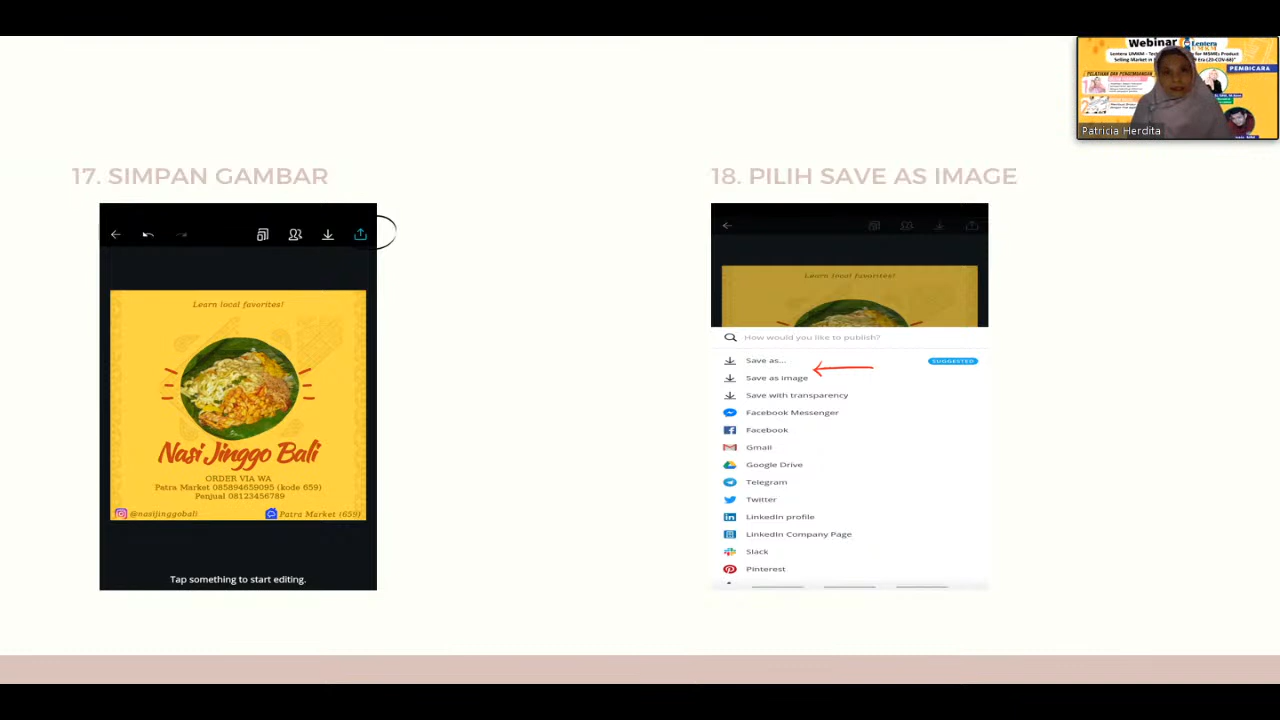 Webinar
Lentera
UMKM
PEMBICARA
Patricia Herdita
17. SIMPAN GAMBAR
Learn local favorites!
Nasi Jinggo Bali
ORDER VIA WA
Patra Market 085894659095 (kode 659)
Penjual 08123456789
@nasijinggobali
Patra Market (659)
Tap something to start editing.
18. PILIH SAVE AS IMAGE
Learn local favorites!
How would you like to publish?
Save as...
SUGGESTED
Save as image
Save with transparency
Facebook Messenger
Facebook
Gmail
Google Drive
Telegram
Twitter
LinkedIn profile
LinkedIn Company Page
Slack
Pinterest